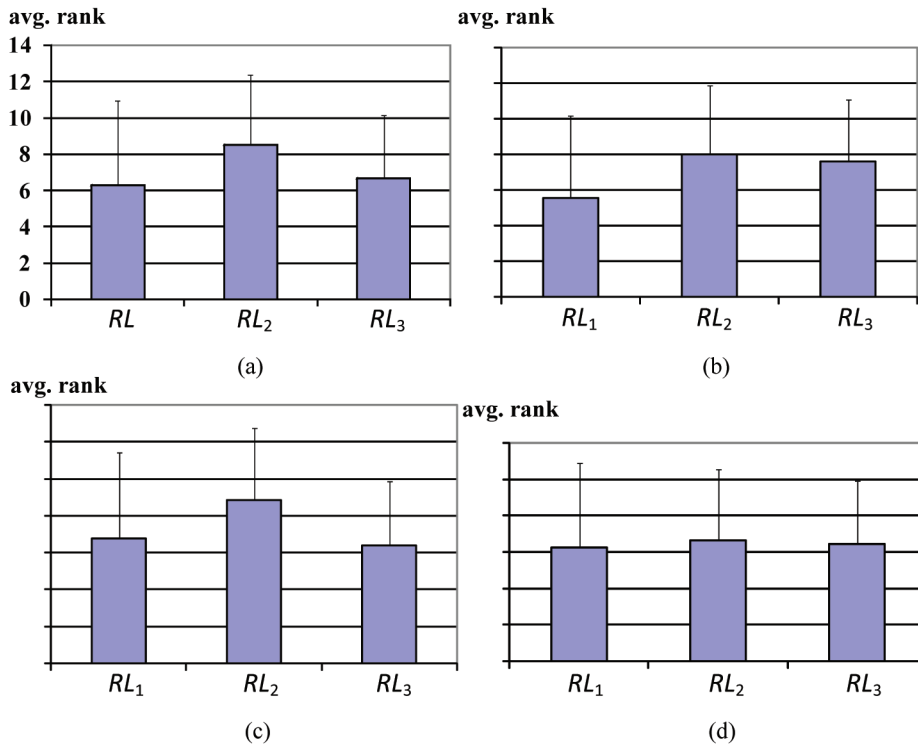 avg. rank
14
12
10
8
6
4
2
0
RL RL₂ RL₃
(a)
avg. rank
RL₁ RL₂ RL₃
(b)
avg. rank
RL₁ RL₂ RL₃
(c)
avg. rank
RL₁ RL₂ RL₃
(d)